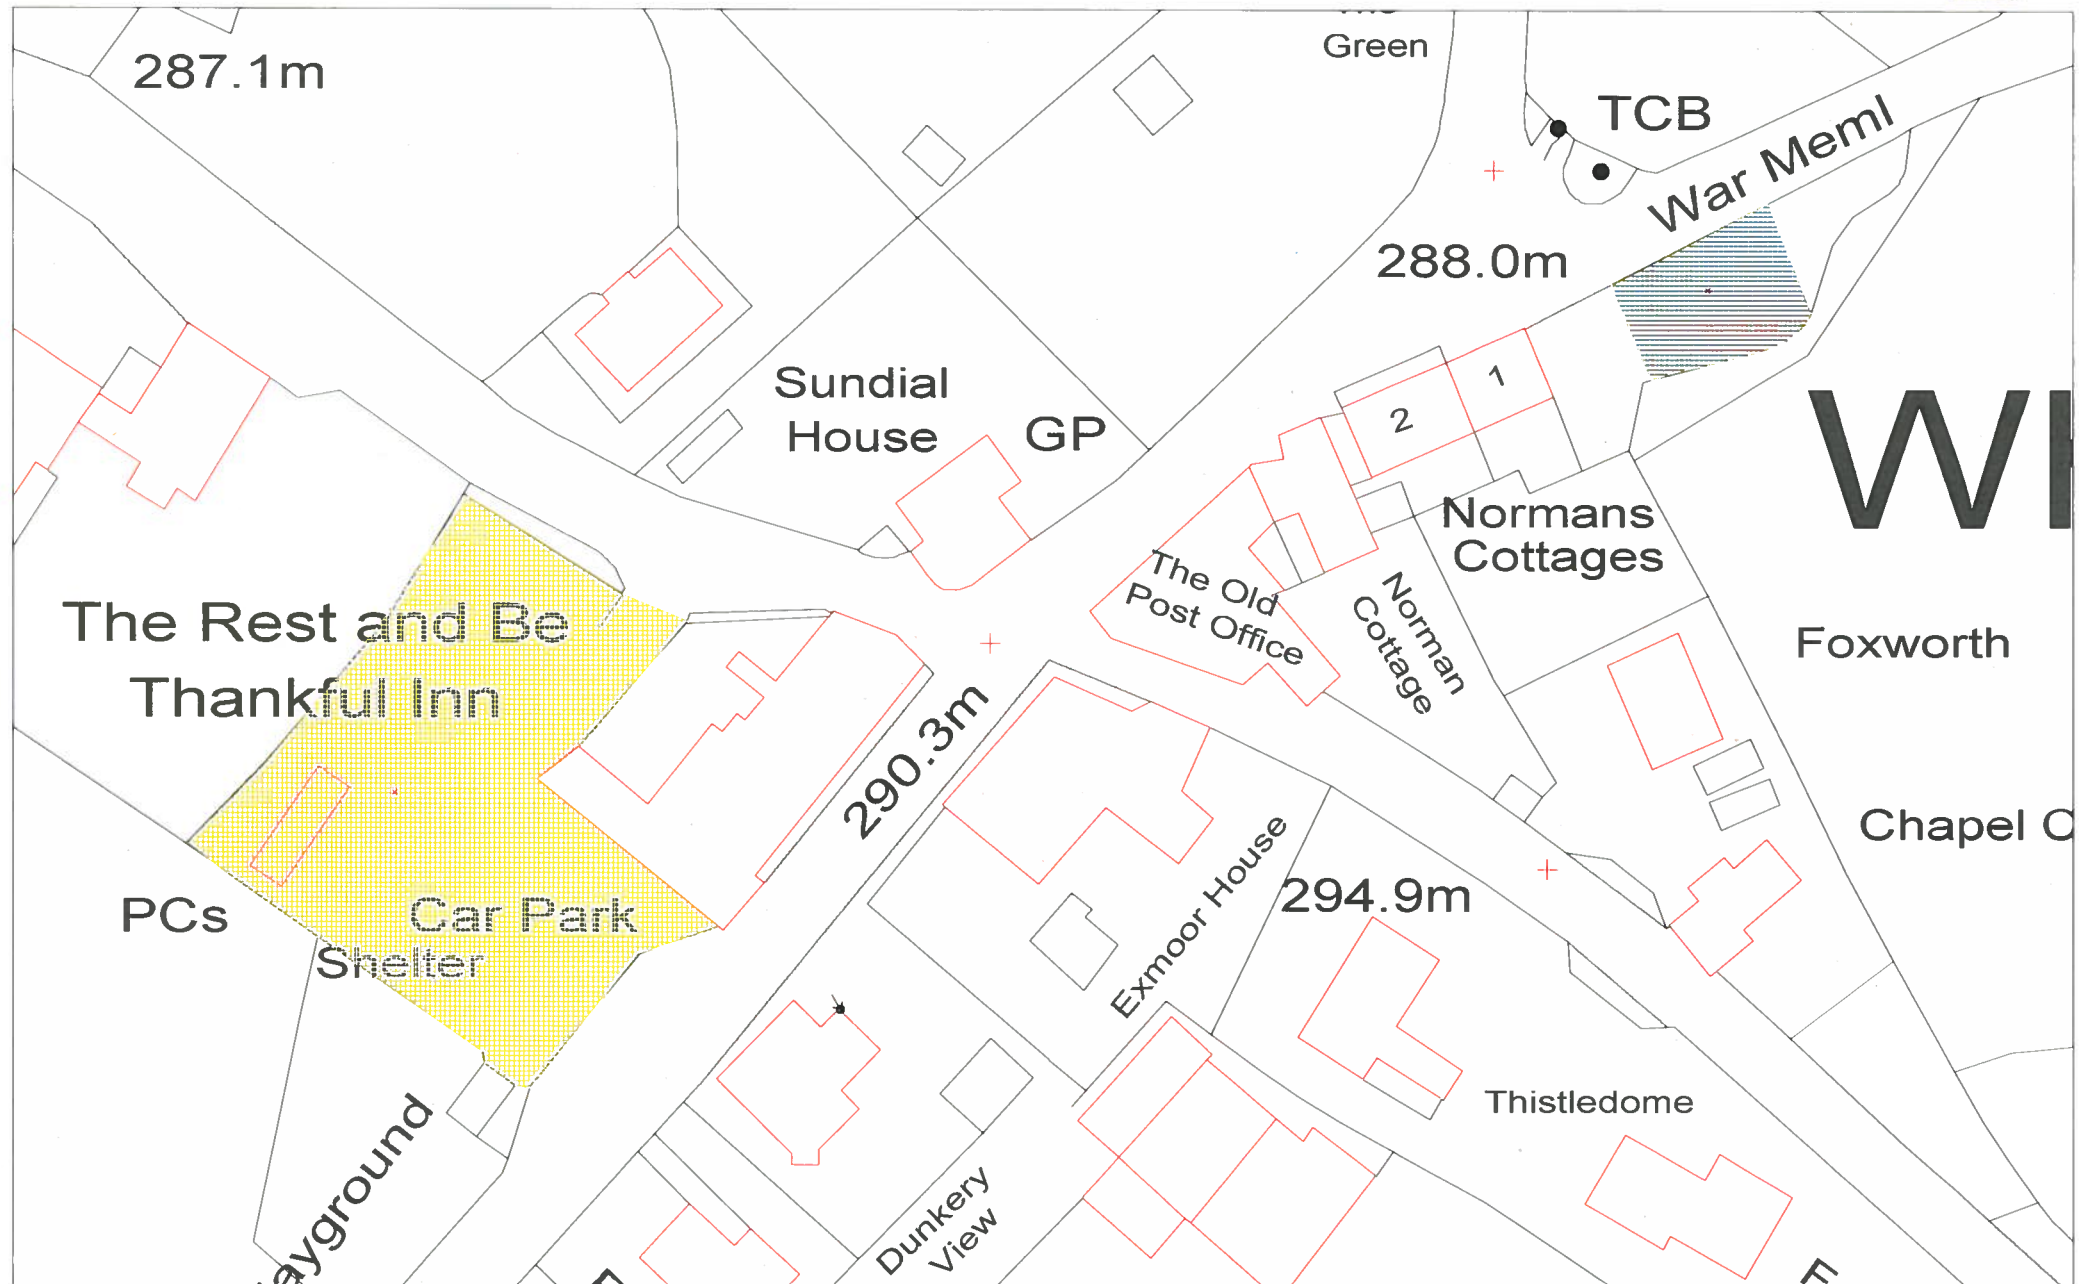 Green
287.1m
TCB
War Meml
288.0m
Sundial
House
GP
1
2
Normans
Cottages
The Old
Post Office
Norman
Cottage
Foxworth
The Rest and Be
Thankful Inn
290.3m
Chapel
Exmoor House
294.9m
PCs
Car Park
Shelter
Thistledome
Dunkery
View